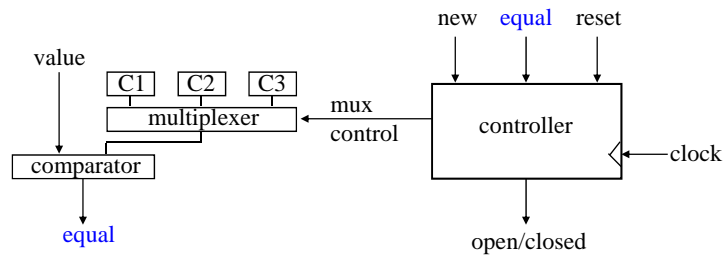 new equal reset
value
C1 C2 C3
multiplexer
mux
control
controller
comparator
clock
equal
open/closed